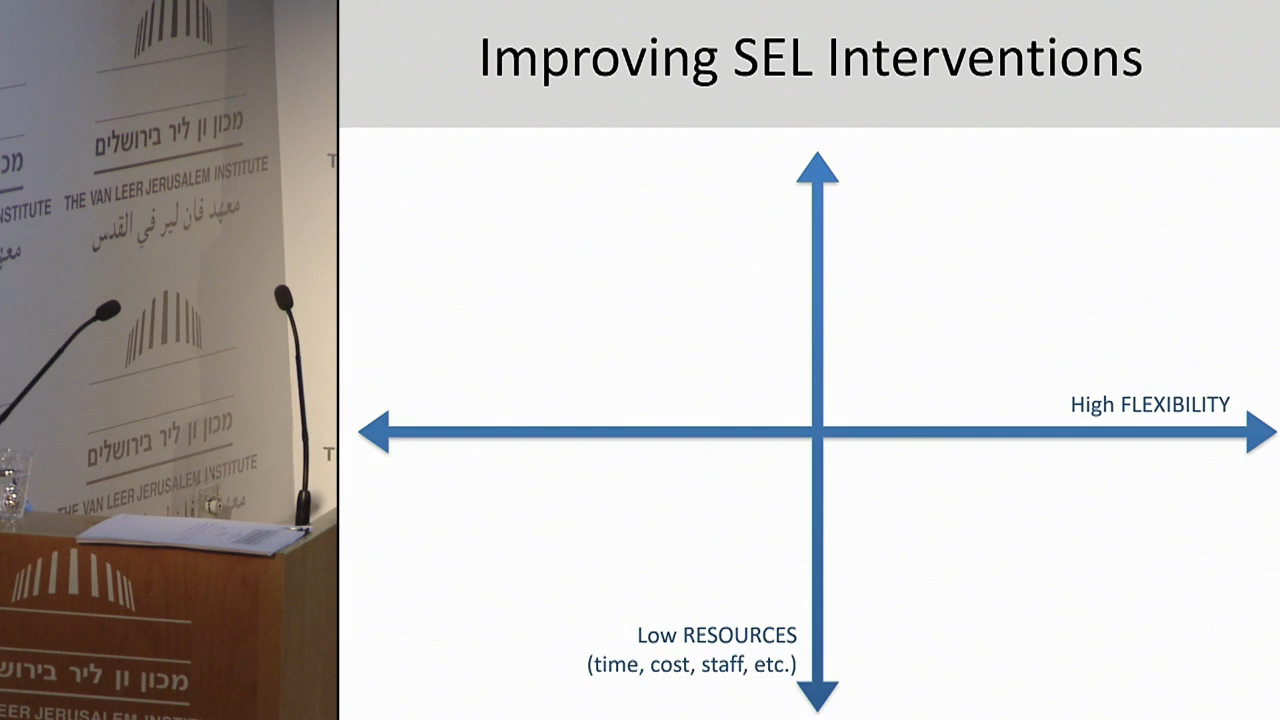 Improving SEL Interventions
High FLEXIBILITY
Low RESOURCES
(time, cost, staff, etc.)
מכון ון ליר בירושלים
THE VAN LEER JERUSALEM INSTITUTE
معهد فان لير في القدس
מכון ון ליר בירושלים
THE VAN LEER JERUSALEM INSTITUTE
מכון ון ליר